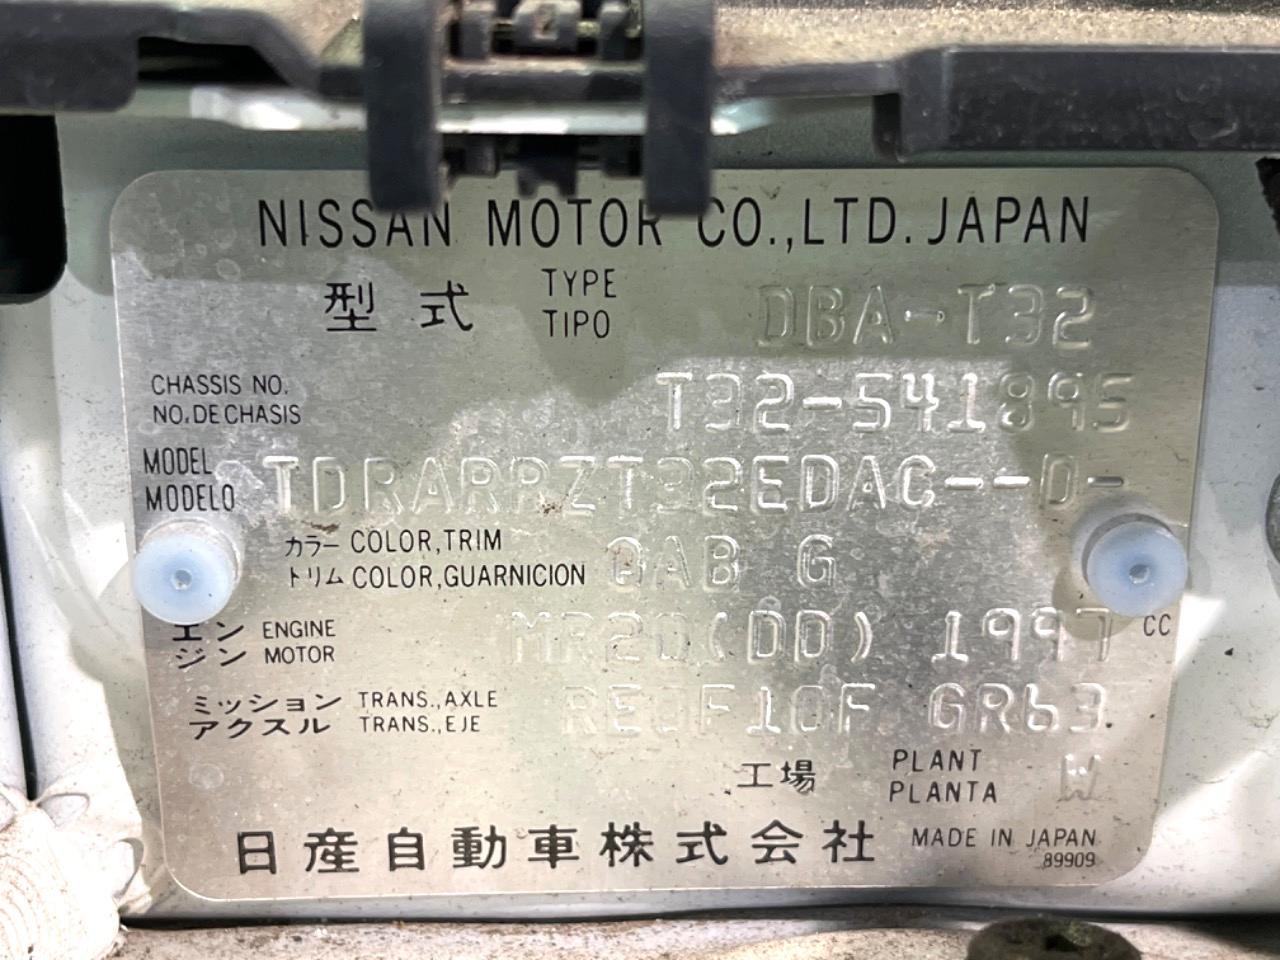 NISSAN MOTOR CO.,LTD. JAPAN
型式 TYPE DBA-T32
TIPO
CHASSIS NO. T32-541895
NO.DE CHASIS
MODEL TDRARRZT32EDAC--D-
MODELO
カラー COLOR,TRIM QAB G
トリム COLOR,GUARNICION
エン ENGINE MR20(DD) 1997 CC
ジン MOTOR
ミッション TRANS.,AXLE RE0F10F GR63
アクスル TRANS.,EJE
工場 PLANT W
PLANTA
日産自動車株式会社 MADE IN JAPAN
89909